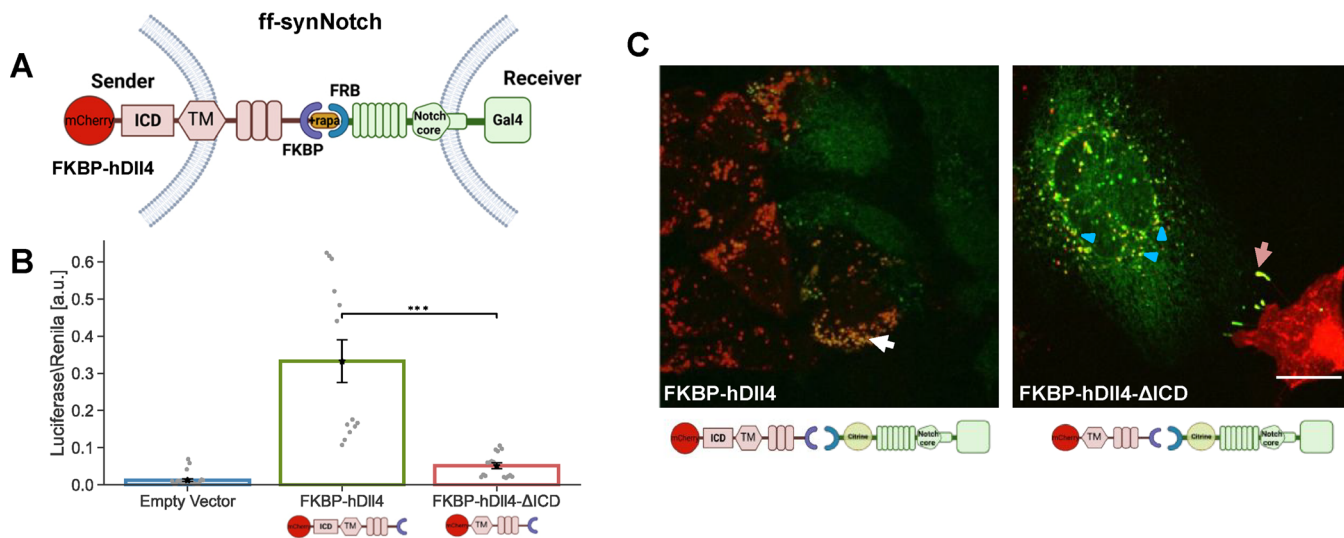 ff-synNotch
A
Sender
Receiver
FRB
mCherry
ICD
TM
+rapa
Notch
core
Gal4
FKBP
FKBP-hDll4
B
Luciferase\Renila [a.u.]
0.6
0.5
0.4
0.3
0.2
0.1
0.0
***
Empty Vector
FKBP-hDll4
FKBP-hDll4-ΔICD
mCherry
ICD
TM
mCherry
TM
C
FKBP-hDll4
FKBP-hDll4-ΔICD
mCherry
ICD
TM
Citrine
Notch
core
mCherry
TM
Citrine
Notch
core